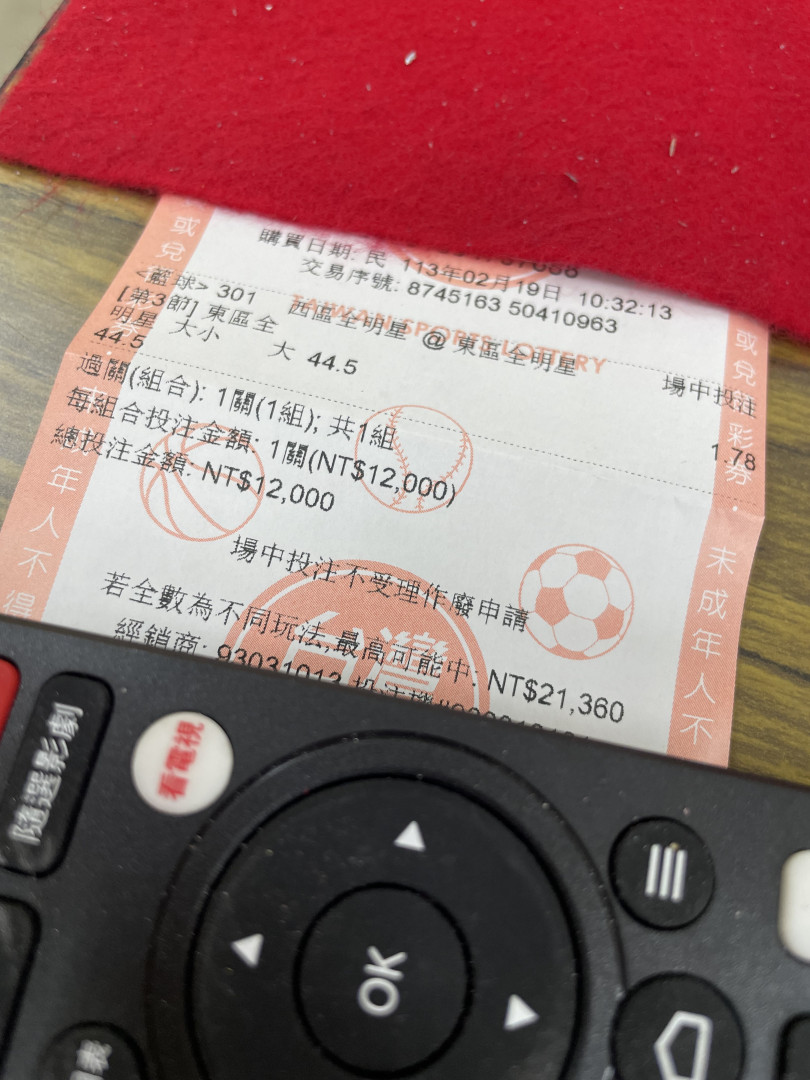 購買日期: 民 113年02月19日 10:32:13
交易序號: 8745163 50410963
TAIWAN SPORTS LOTTERY
<籃球> 301 西區全明星 @ 東區全明星 場中投注
[第3節] 東區全明星 大小 大 44.5 1.78
44.5
過關(組合): 1關(1組); 共1組
每組合投注金額: 1關(NT$12,000)
總投注金額: NT$12,000
場中投注不受理作廢申請
若全數為不同玩法,最高可能中: NT$21,360
經銷商: 93031013
台灣
或兌
未成年人不得
或兌彩券。未成年人不
隨選影劇
看電視
OK